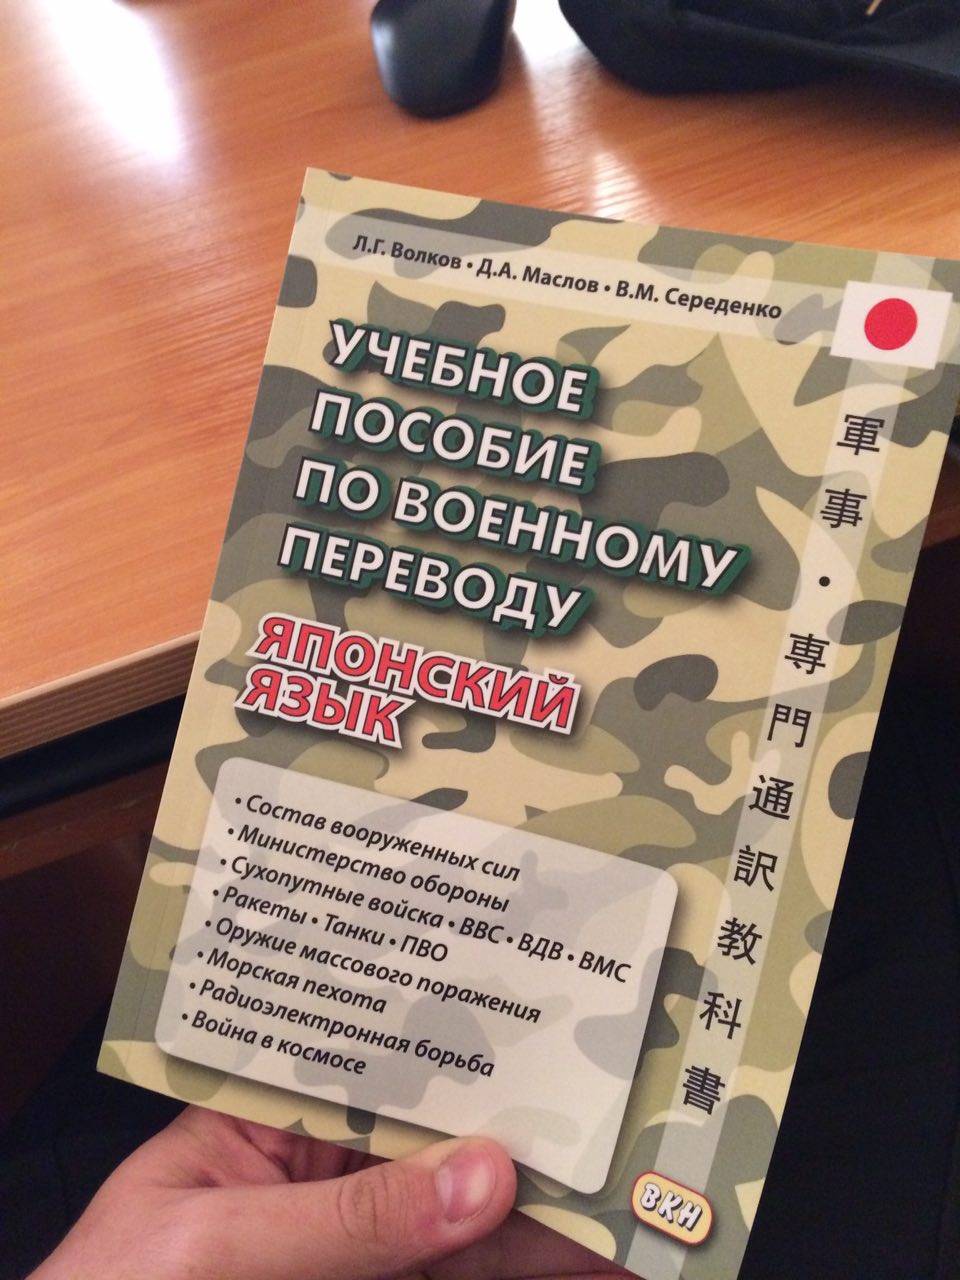 Л.Г. Волков • Д.А. Маслов • В.М. Середенко
УЧЕБНОЕ
ПОСОБИЕ
ПО ВОЕННОМУ
ПЕРЕВОДУ
ЯПОНСКИЙ
ЯЗЫК
• Состав вооруженных сил
• Министерство обороны
• Сухопутные войска • ВВС • ВДВ • ВМС
• Ракеты • Танки • ПВО
• Оружие массового поражения
• Морская пехота
• Радиоэлектронная борьба
• Война в космосе
軍事・専門通訳教科書
ВКН